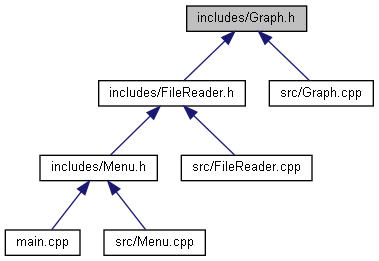 includes/Graph.h
includes/FileReader.h
src/Graph.cpp
includes/Menu.h
src/FileReader.cpp
main.cpp
src/Menu.cpp